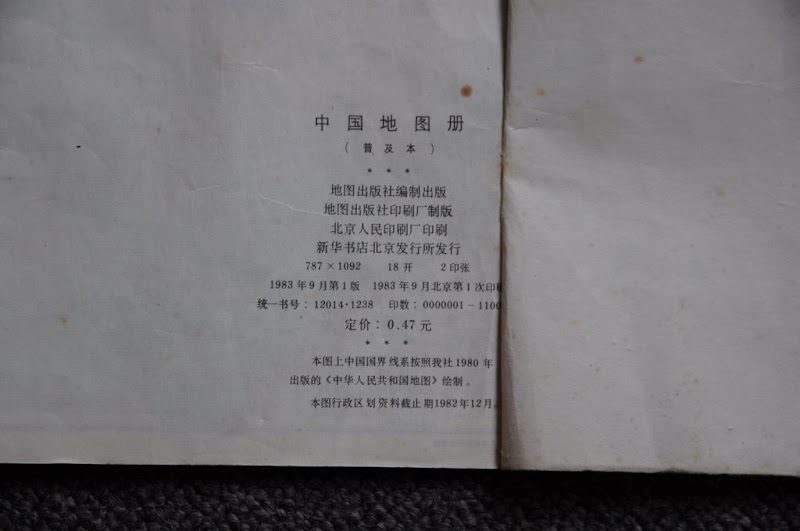 中国地图册
(普及本)
* * *
地图出版社编制出版
地图出版社印刷厂制版
北京人民印刷厂印刷
新华书店北京发行所发行
787×1092 18开 2印张
1983年9月第1版 1983年9月北京第1次印刷
统一书号：12014·1238 印数：0000001-1100
定价：0.47元
* * *
本图上中国国界线系按照我社1980年
出版的《中华人民共和国地图》绘制。
本图行政区划资料截止期1982年12月。